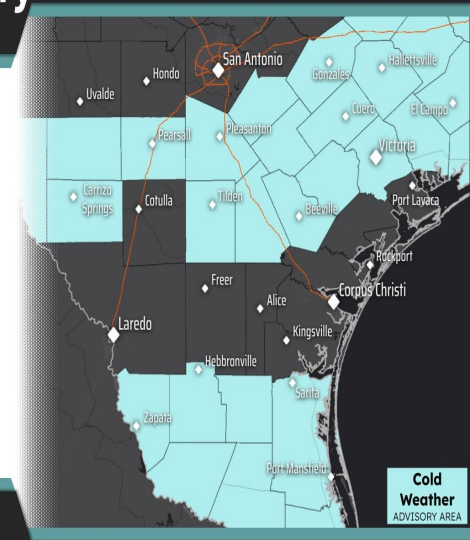 ry
San Antonio
Gonzales
Hallettsville
Hondo
Uvalde
Cuero
El Campo
Pearsall
Pleasanton
Victoria
Carrizo
Springs
Cotulla
Tilden
Beeville
Port Lavaca
Rockport
Freer
Corpus Christi
Alice
Laredo
Kingsville
Hebbronville
Sarita
Zapata
Port Mansfield
Cold
Weather
ADVISORY AREA